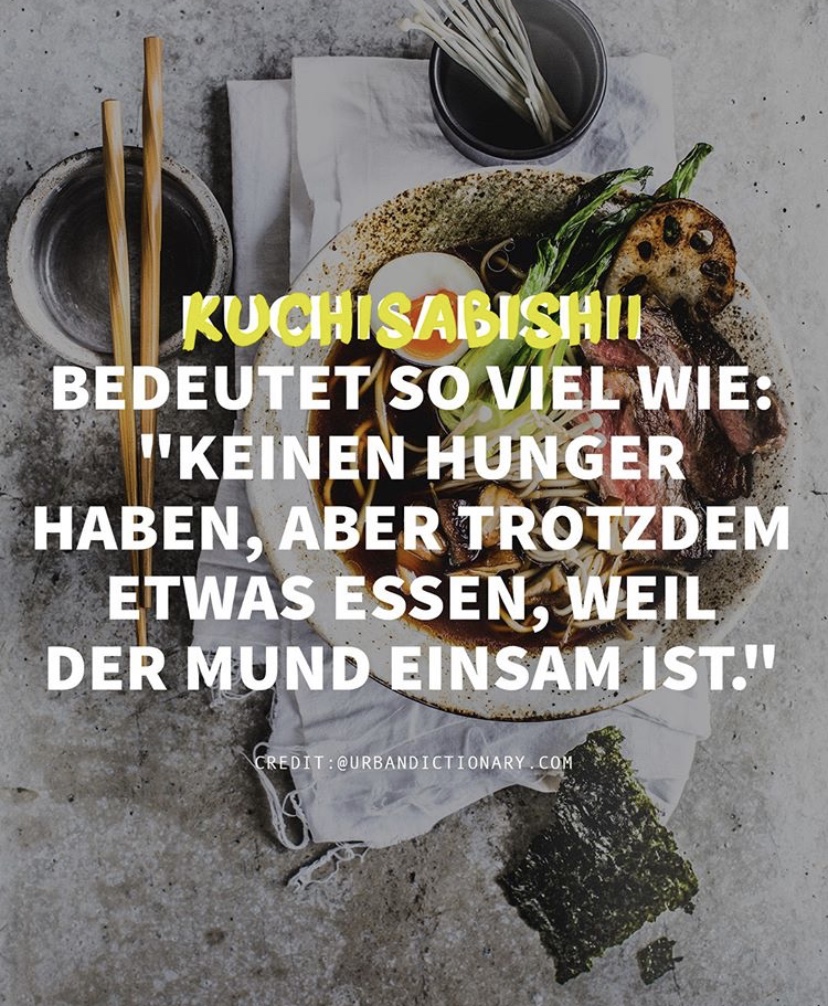 KUCHISABISHII
BEDEUTET SO VIEL WIE:
"KEINEN HUNGER
HABEN, ABER TROTZDEM
ETWAS ESSEN, WEIL
DER MUND EINSAM IST."
CREDIT:@URBANDICTIONARY.COM